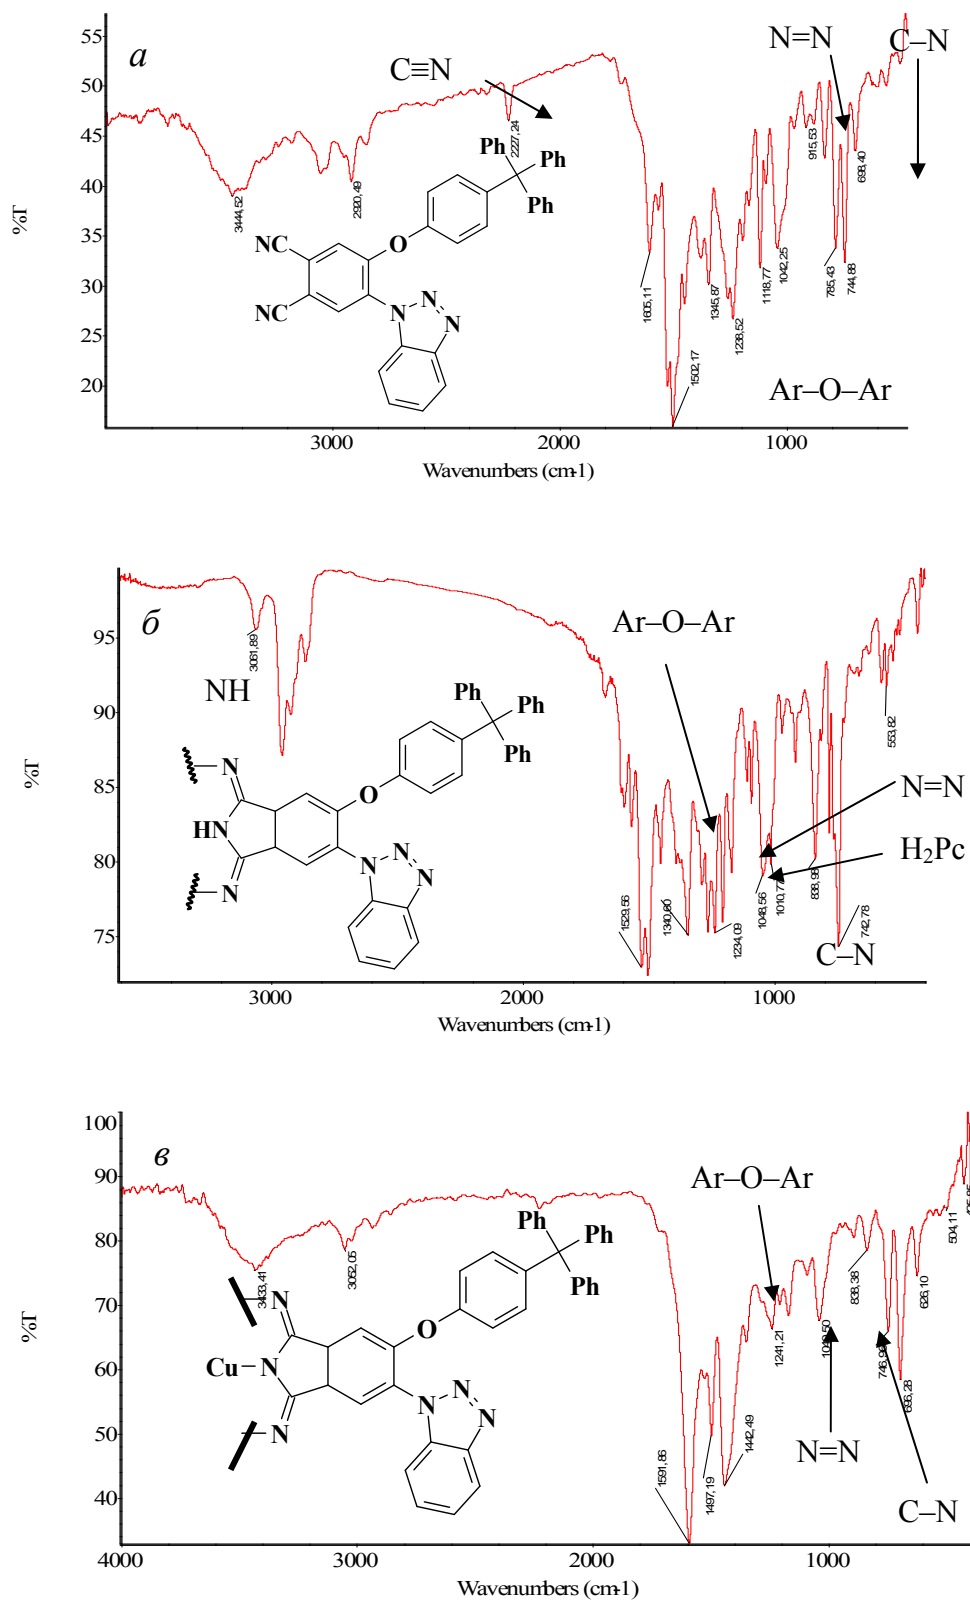 а
C≡N
N=N
C–N
55
50
45
40
35
30
25
20
%T
3444,52
2920,49
2227,24
1605,11
1502,17
1345,87
1238,52
1118,77
1042,25
915,53
785,43
744,88
698,40
Ph
Ph
Ph
NC
NC
O
N
N
N
Ar–O–Ar
3000
2000
1000
Wavenumbers (cm-1)
б
Ar–O–Ar
NH
N=N
H2Pc
C–N
95
90
85
80
75
%T
3061,89
1529,56
1340,60
1234,09
1048,56
1010,77
838,98
742,78
553,82
Ph
Ph
Ph
N
HN
N
O
N
N
N
3000
2000
1000
Wavenumbers (cm-1)
в
Ar–O–Ar
N=N
C–N
100
90
80
70
60
50
40
%T
3433,41
3052,05
1591,86
1497,19
1442,49
1241,21
838,38
696,28
626,10
504,11
Ph
Ph
Ph
N
Cu
N
N
O
N
N
N
4000
3000
2000
1000
Wavenumbers (cm-1)